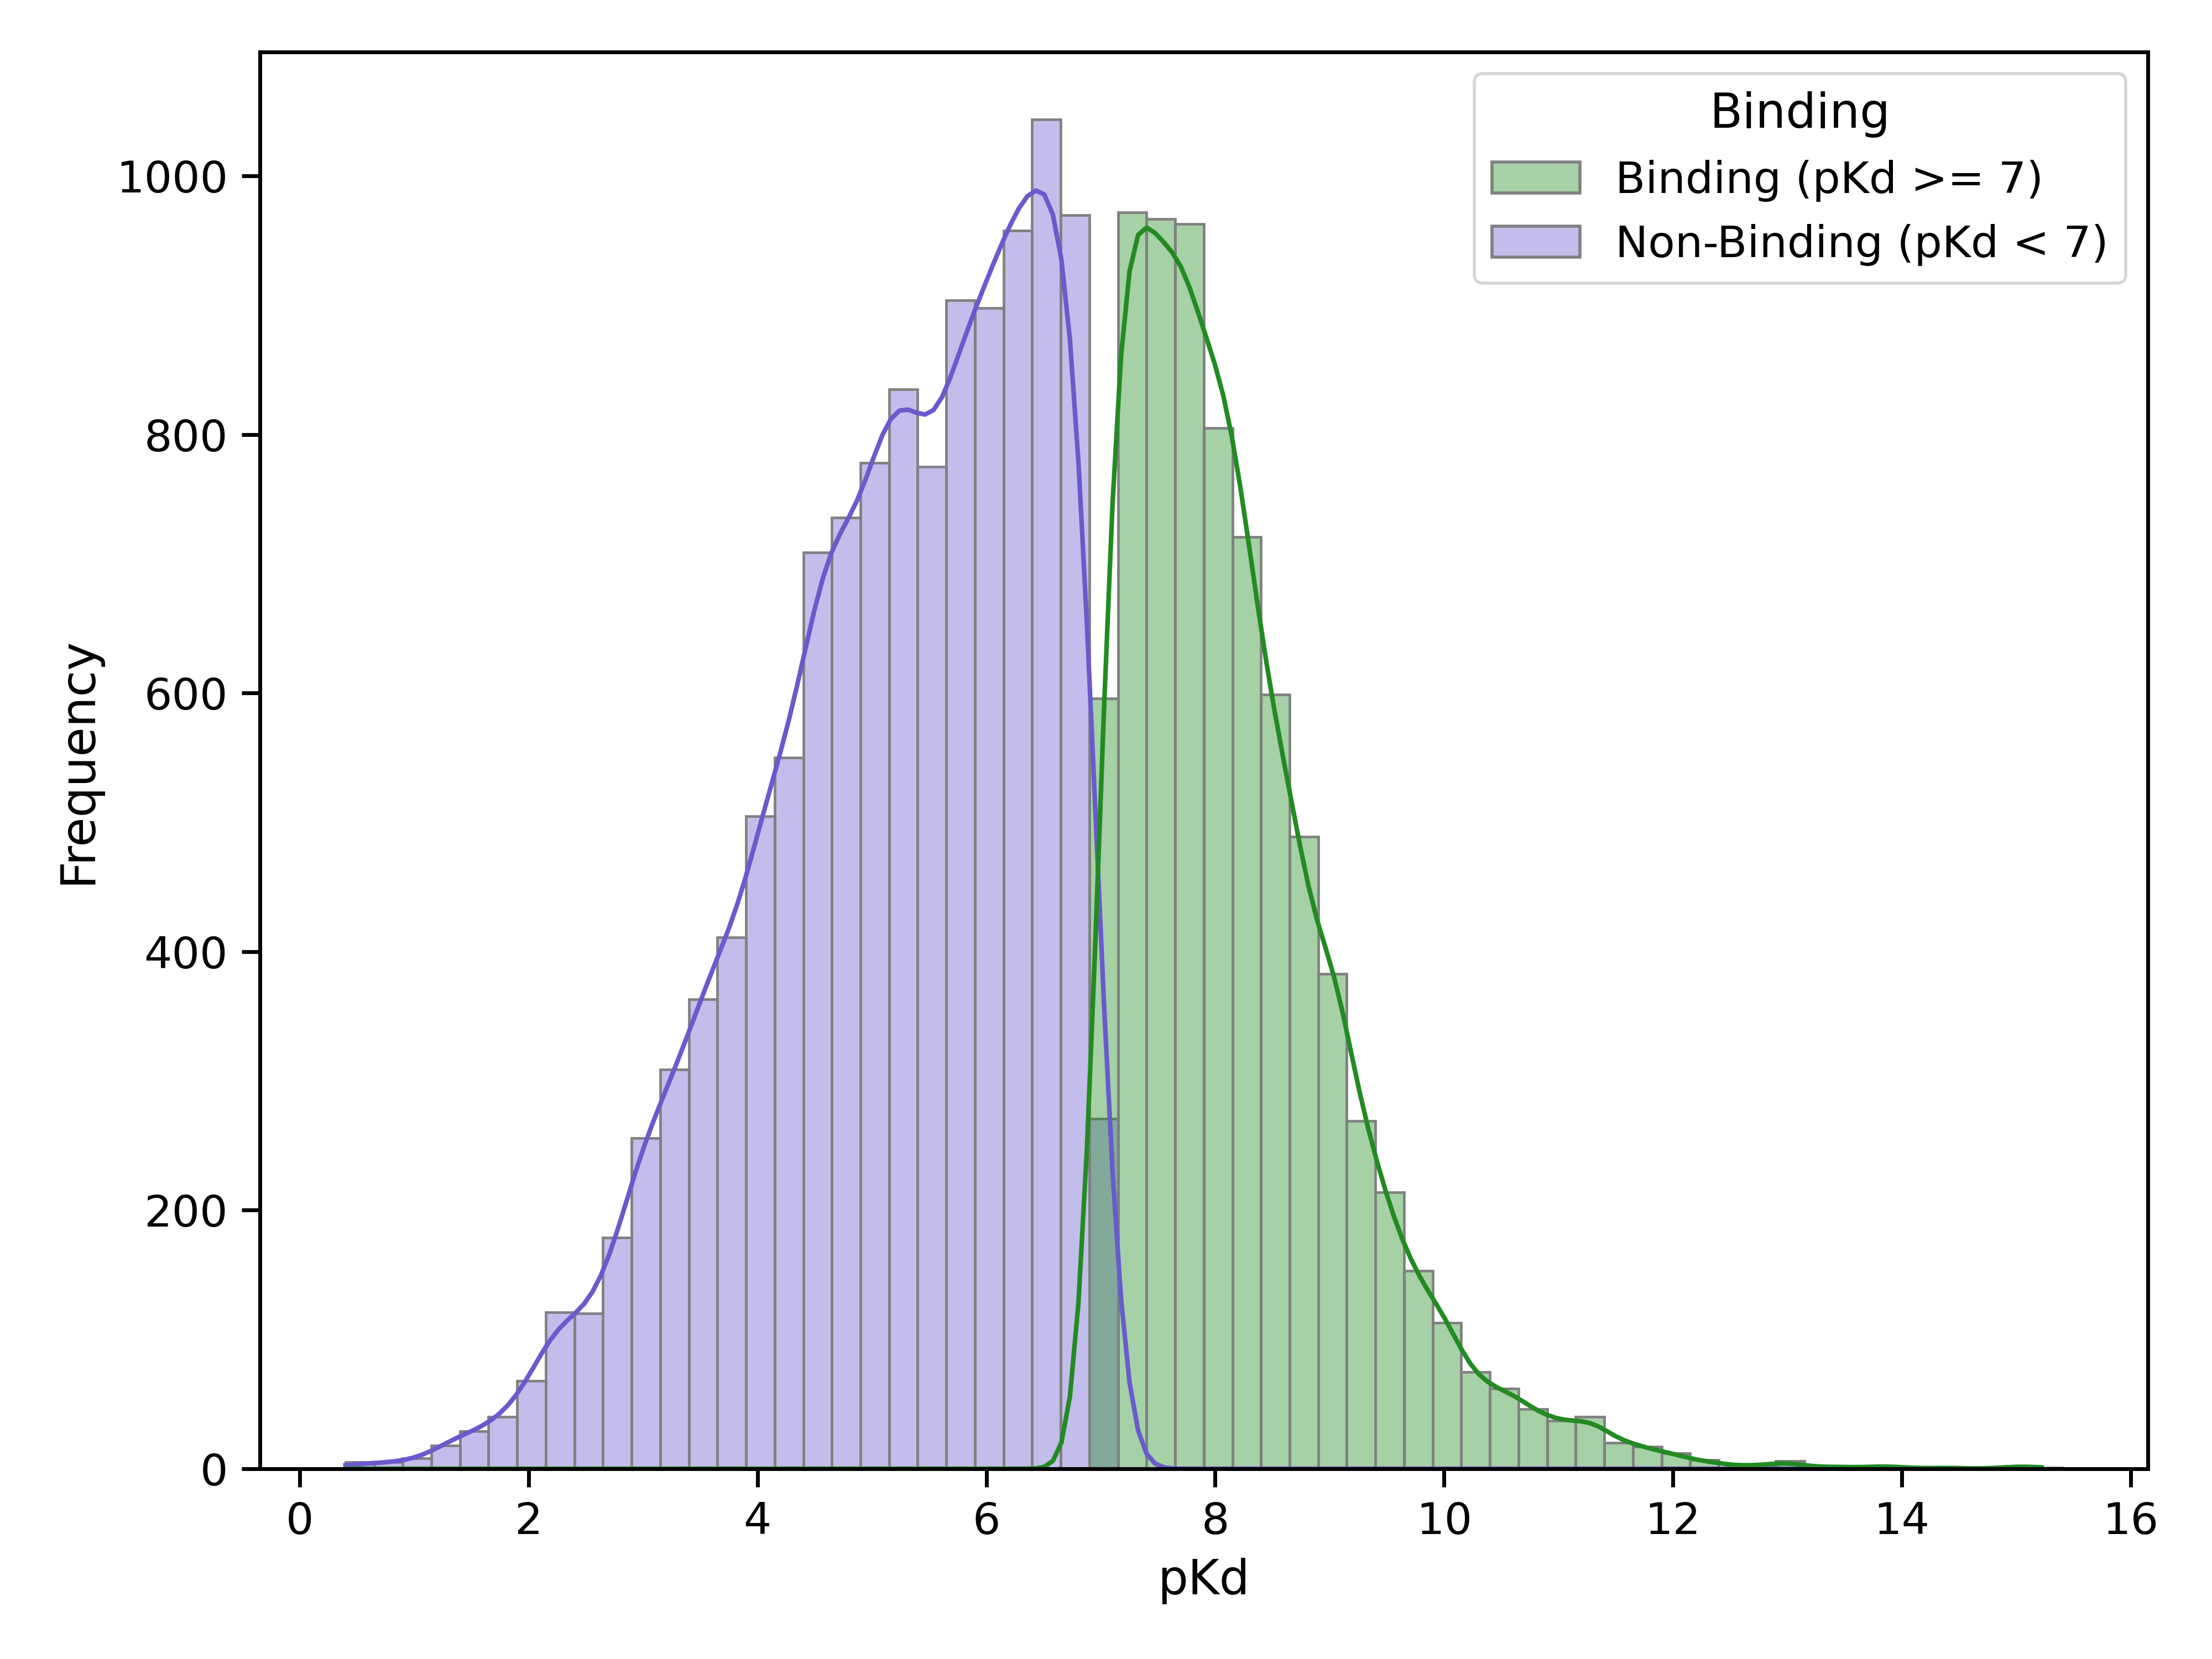 Binding
Binding (pKd >= 7)
Non-Binding (pKd < 7)
1000
800
600
400
200
0
Frequency
0 2 4 6 8 10 12 14 16
pKd